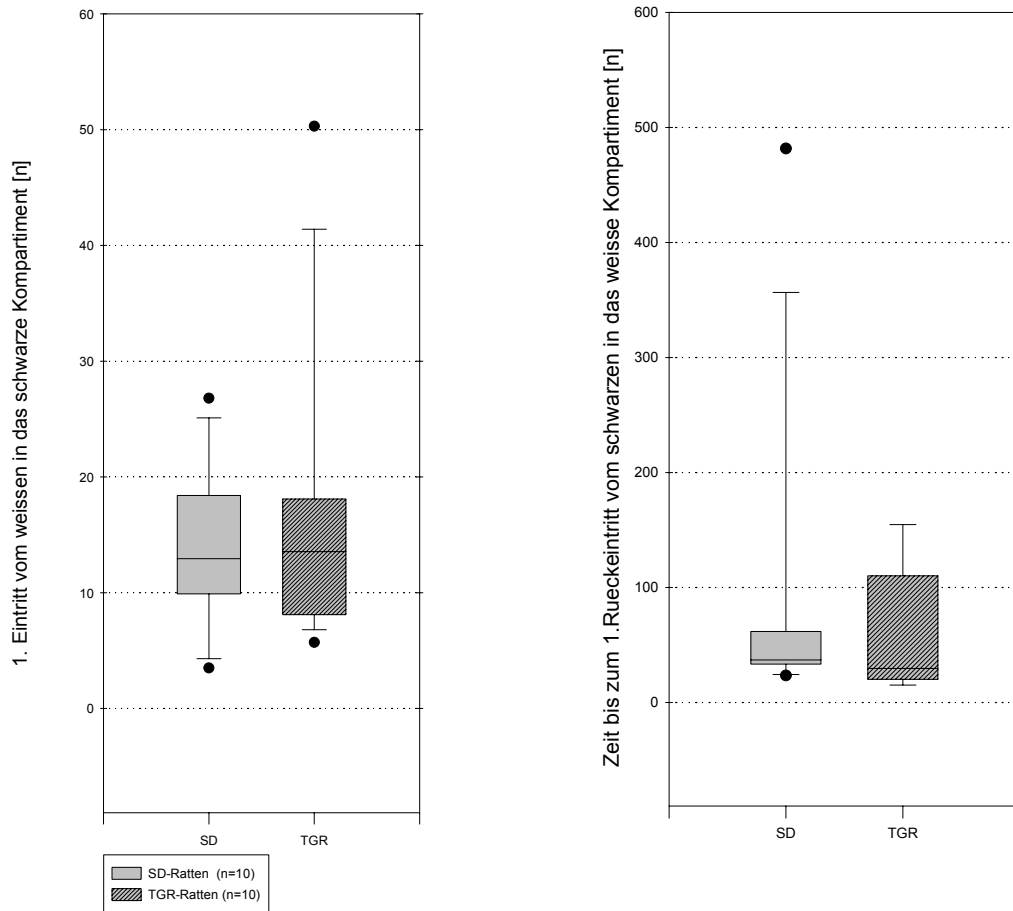 1. Eintritt vom weissen in das schwarze Kompartiment [n]
60
50
40
30
20
10
0
SD
TGR
SD-Ratten (n=10)
TGR-Ratten (n=10)
Zeit bis zum 1.Rueckeintritt vom schwarzen in das weisse Kompartiment [n]
600
500
400
300
200
100
0
SD
TGR